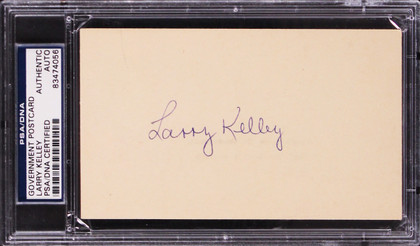 PSA/DNA
GOVERNMENT POSTCARD
LARRY KELLEY AUTHENTIC
AUTO
PSA/DNA CERTIFIED 83474056
Larry Kelley